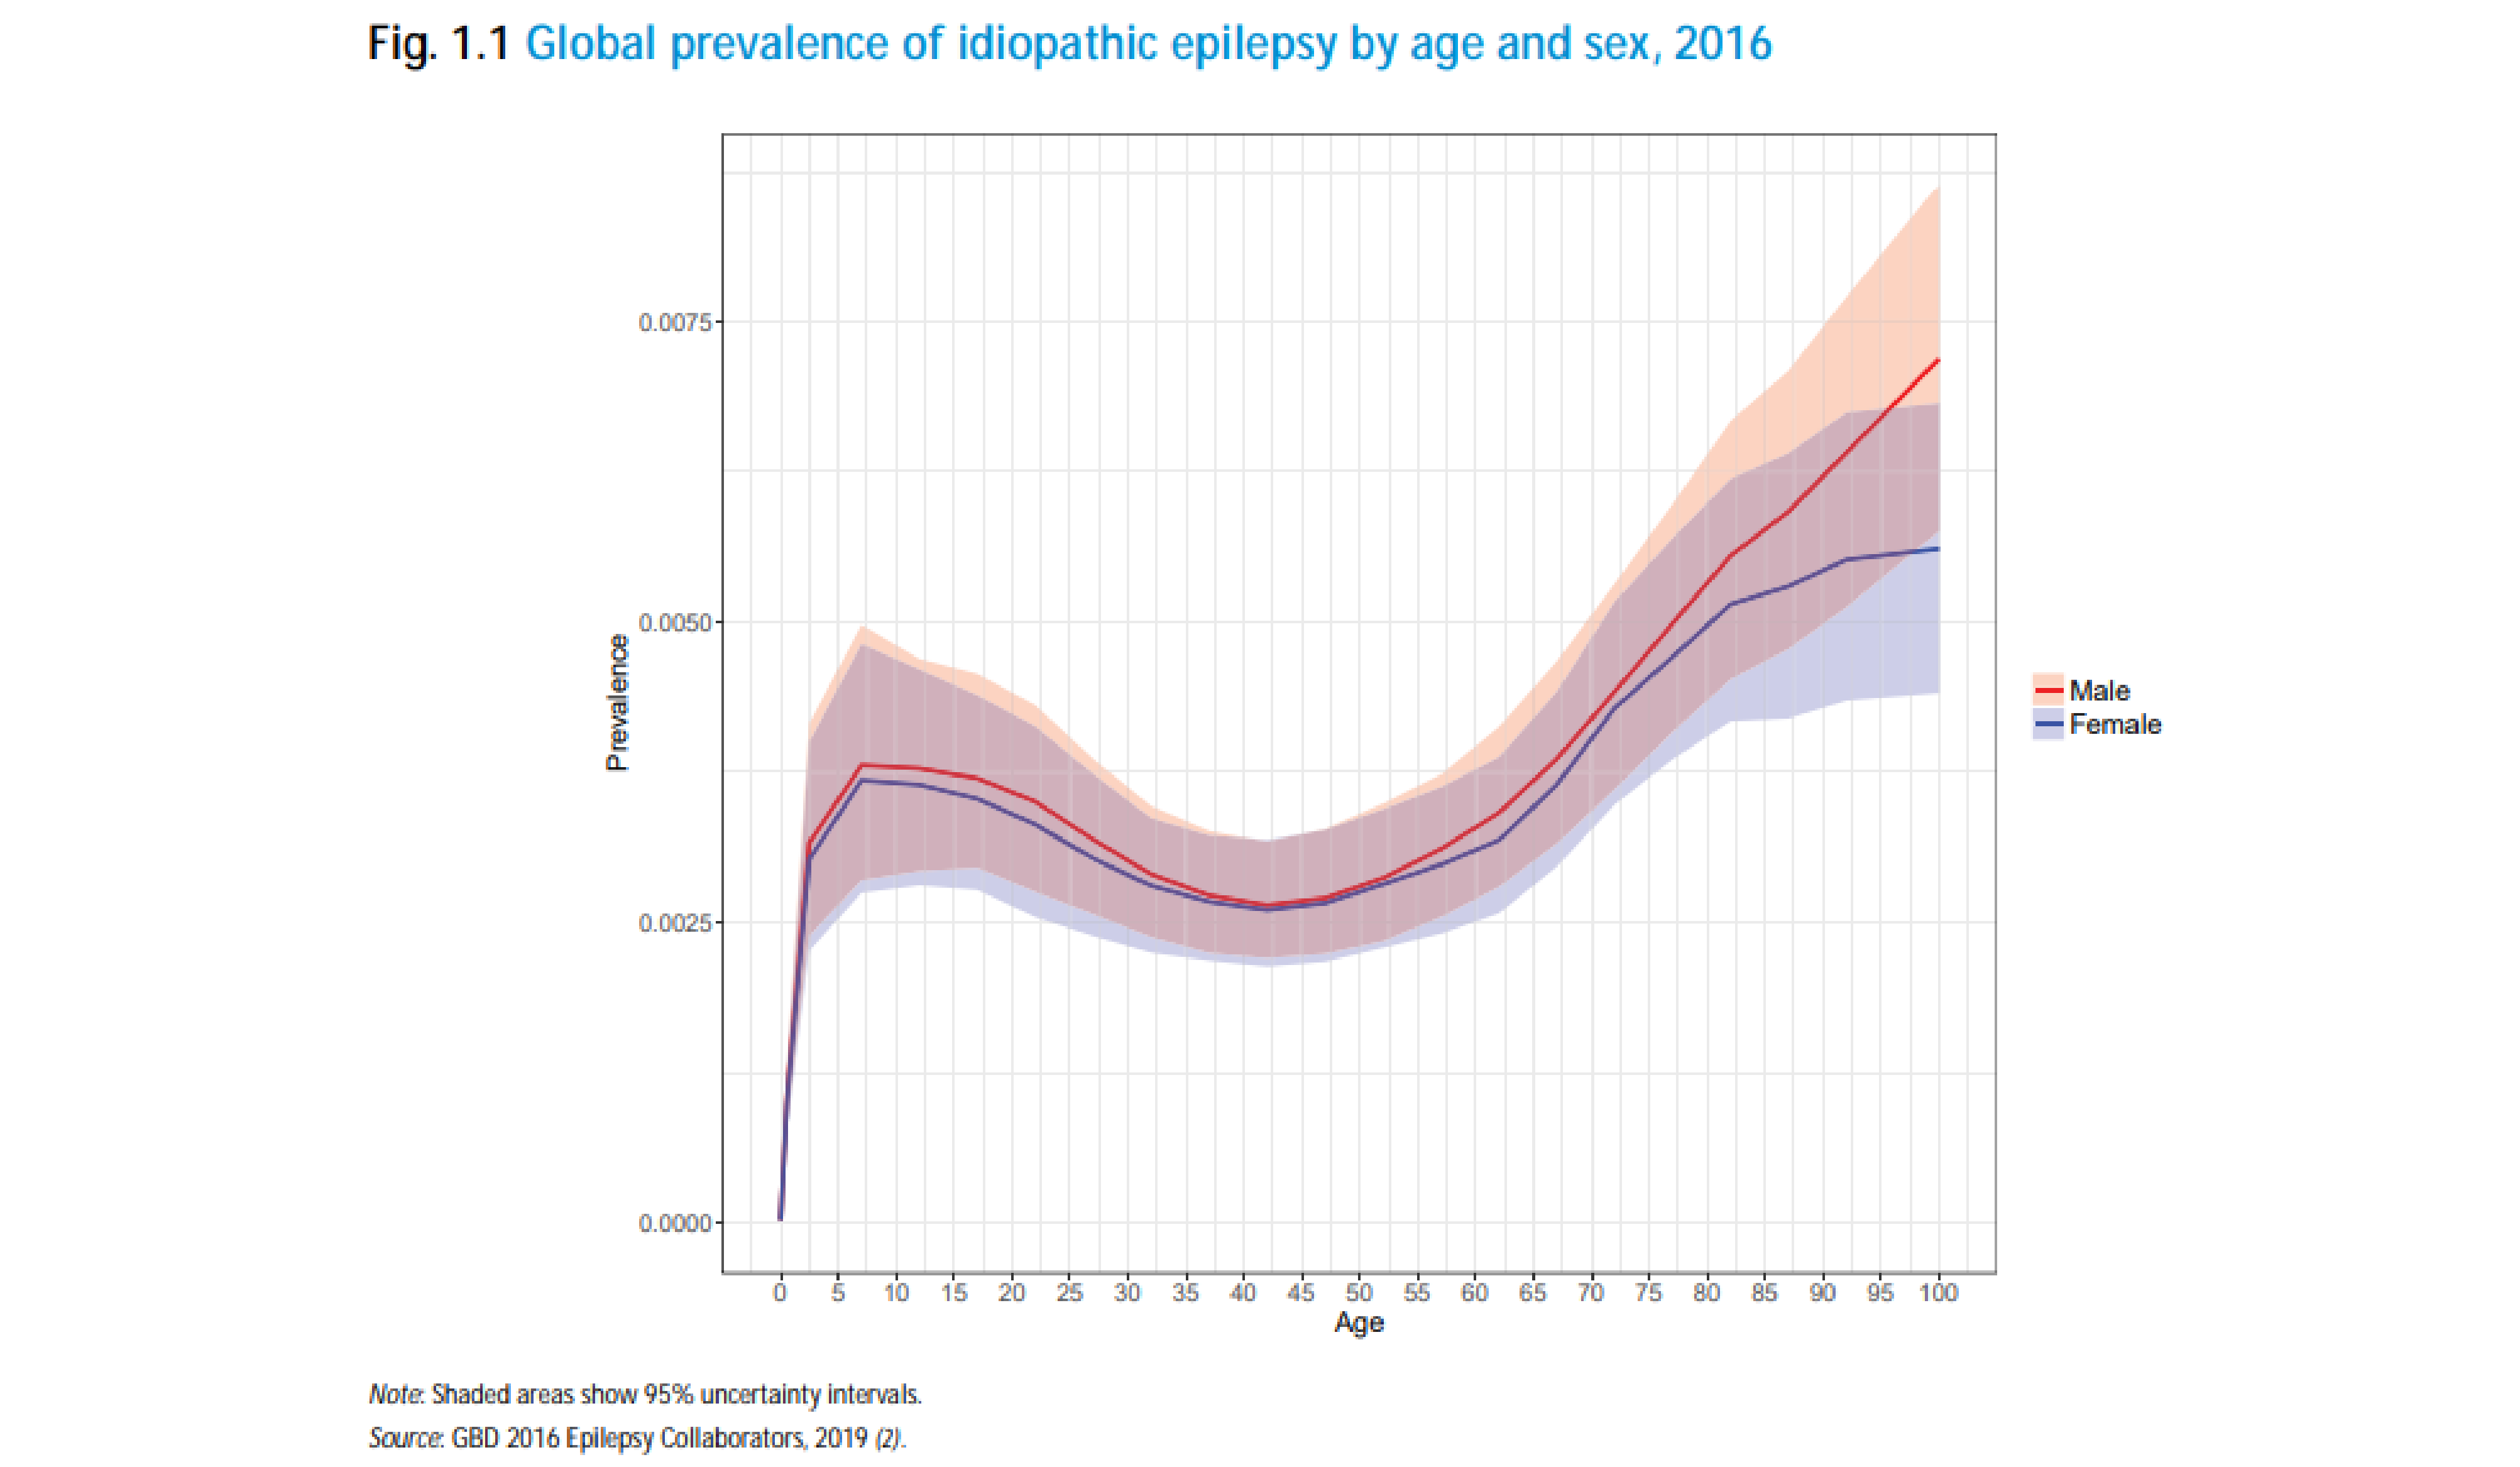 Fig. 1.1 Global prevalence of idiopathic epilepsy by age and sex, 2016
0.0075
0.0050
0.0025
0.0000
Prevalence
Male
Female
0 5 10 15 20 25 30 35 40 45 50 55 60 65 70 75 80 85 90 95 100
Age
Note: Shaded areas show 95% uncertainty intervals.
Source: GBD 2016 Epilepsy Collaborators, 2019 (2).